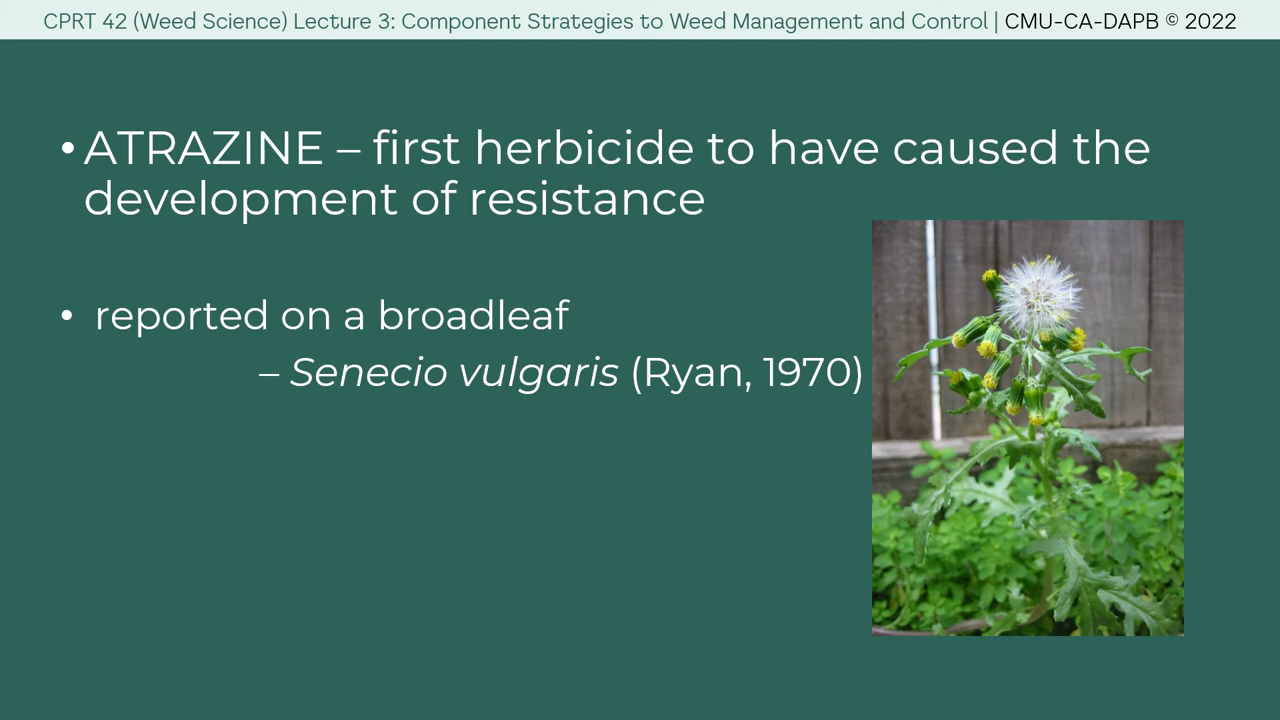 CPRT 42 (Weed Science) Lecture 3: Component Strategies to Weed Management and Control | CMU-CA-DAPB © 2022
• ATRAZINE – first herbicide to have caused the
development of resistance
• reported on a broadleaf
– Senecio vulgaris (Ryan, 1970)